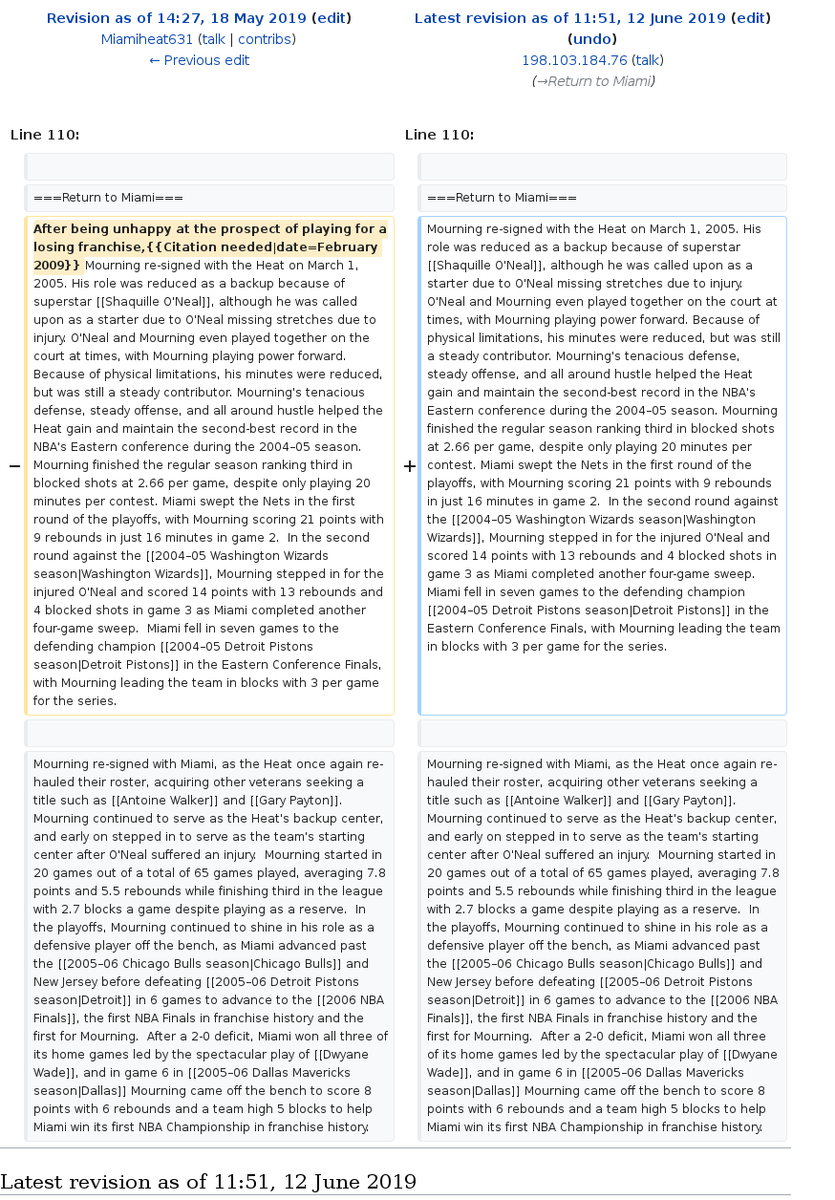 Revision as of 14:27, 18 May 2019 (edit)
Miamiheat631 (talk | contribs)
← Previous edit
Latest revision as of 11:51, 12 June 2019 (edit)
(undo)
198.103.184.76 (talk)
(→Return to Miami)
Line 110:
Line 110:
===Return to Miami===
===Return to Miami===
−
After being unhappy at the prospect of playing for a
losing franchise,{{Citation needed|date=February
2009}} Mourning re-signed with the Heat on March 1,
2005. His role was reduced as a backup because of
superstar [[Shaquille O'Neal]], although he was called
upon as a starter due to O'Neal missing stretches due to
injury. O'Neal and Mourning even played together on the
court at times, with Mourning playing power forward.
Because of physical limitations, his minutes were reduced,
but was still a steady contributor. Mourning's tenacious
defense, steady offense, and all around hustle helped the
Heat gain and maintain the second-best record in the
NBA's Eastern conference during the 2004–05 season.
Mourning finished the regular season ranking third in
blocked shots at 2.66 per game, despite only playing 20
minutes per contest. Miami swept the Nets in the first
round of the playoffs, with Mourning scoring 21 points with
9 rebounds in just 16 minutes in game 2.  In the second
round against the [[2004–05 Washington Wizards
season|Washington Wizards]], Mourning stepped in for the
injured O'Neal and scored 14 points with 13 rebounds and
4 blocked shots in game 3 as Miami completed another
four-game sweep.  Miami fell in seven games to the
defending champion [[2004–05 Detroit Pistons
season|Detroit Pistons]] in the Eastern Conference Finals,
with Mourning leading the team in blocks with 3 per game
for the series.
+
Mourning re-signed with the Heat on March 1, 2005. His
role was reduced as a backup because of superstar
[[Shaquille O'Neal]], although he was called upon as a
starter due to O'Neal missing stretches due to injury.
O'Neal and Mourning even played together on the court at
times, with Mourning playing power forward. Because of
physical limitations, his minutes were reduced, but was still
a steady contributor. Mourning's tenacious defense,
steady offense, and all around hustle helped the Heat
gain and maintain the second-best record in the NBA's
Eastern conference during the 2004–05 season. Mourning
finished the regular season ranking third in blocked shots
at 2.66 per game, despite only playing 20 minutes per
contest. Miami swept the Nets in the first round of the
playoffs, with Mourning scoring 21 points with 9 rebounds
in just 16 minutes in game 2.  In the second round against
the [[2004–05 Washington Wizards season|Washington
Wizards]], Mourning stepped in for the injured O'Neal and
scored 14 points with 13 rebounds and 4 blocked shots in
game 3 as Miami completed another four-game sweep.
Miami fell in seven games to the defending champion
[[2004–05 Detroit Pistons season|Detroit Pistons]] in the
Eastern Conference Finals, with Mourning leading the team
in blocks with 3 per game for the series.
Mourning re-signed with Miami, as the Heat once again re-
hauled their roster, acquiring other veterans seeking a
title such as [[Antoine Walker]] and [[Gary Payton]].
Mourning continued to serve as the Heat's backup center,
and early on stepped in to serve as the team's starting
center after O'Neal suffered an injury.  Mourning started in
20 games out of a total of 65 games played, averaging 7.8
points and 5.5 rebounds while finishing third in the league
with 2.7 blocks a game despite playing as a reserve.  In
the playoffs, Mourning continued to shine in his role as a
defensive player off the bench, as Miami advanced past
the [[2005–06 Chicago Bulls season|Chicago Bulls]] and
New Jersey before defeating [[2005–06 Detroit Pistons
season|Detroit]] in 6 games to advance to the [[2006 NBA
Finals]], the first NBA Finals in franchise history and the
first for Mourning.  After a 2-0 deficit, Miami won all three of
its home games led by the spectacular play of [[Dwyane
Wade]], and in game 6 in [[2005–06 Dallas Mavericks
season|Dallas]] Mourning came off the bench to score 8
points with 6 rebounds and a team high 5 blocks to help
Miami win its first NBA Championship in franchise history.
Mourning re-signed with Miami, as the Heat once again re-
hauled their roster, acquiring other veterans seeking a
title such as [[Antoine Walker]] and [[Gary Payton]].
Mourning continued to serve as the Heat's backup center,
and early on stepped in to serve as the team's starting
center after O'Neal suffered an injury.  Mourning started in
20 games out of a total of 65 games played, averaging 7.8
points and 5.5 rebounds while finishing third in the league
with 2.7 blocks a game despite playing as a reserve.  In
the playoffs, Mourning continued to shine in his role as a
defensive player off the bench, as Miami advanced past
the [[2005–06 Chicago Bulls season|Chicago Bulls]] and
New Jersey before defeating [[2005–06 Detroit Pistons
season|Detroit]] in 6 games to advance to the [[2006 NBA
Finals]], the first NBA Finals in franchise history and the
first for Mourning.  After a 2-0 deficit, Miami won all three
of its home games led by the spectacular play of [[Dwyane
Wade]], and in game 6 in [[2005–06 Dallas Mavericks
season|Dallas]] Mourning came off the bench to score 8
points with 6 rebounds and a team high 5 blocks to help
Miami win its first NBA Championship in franchise history.
Latest revision as of 11:51, 12 June 2019